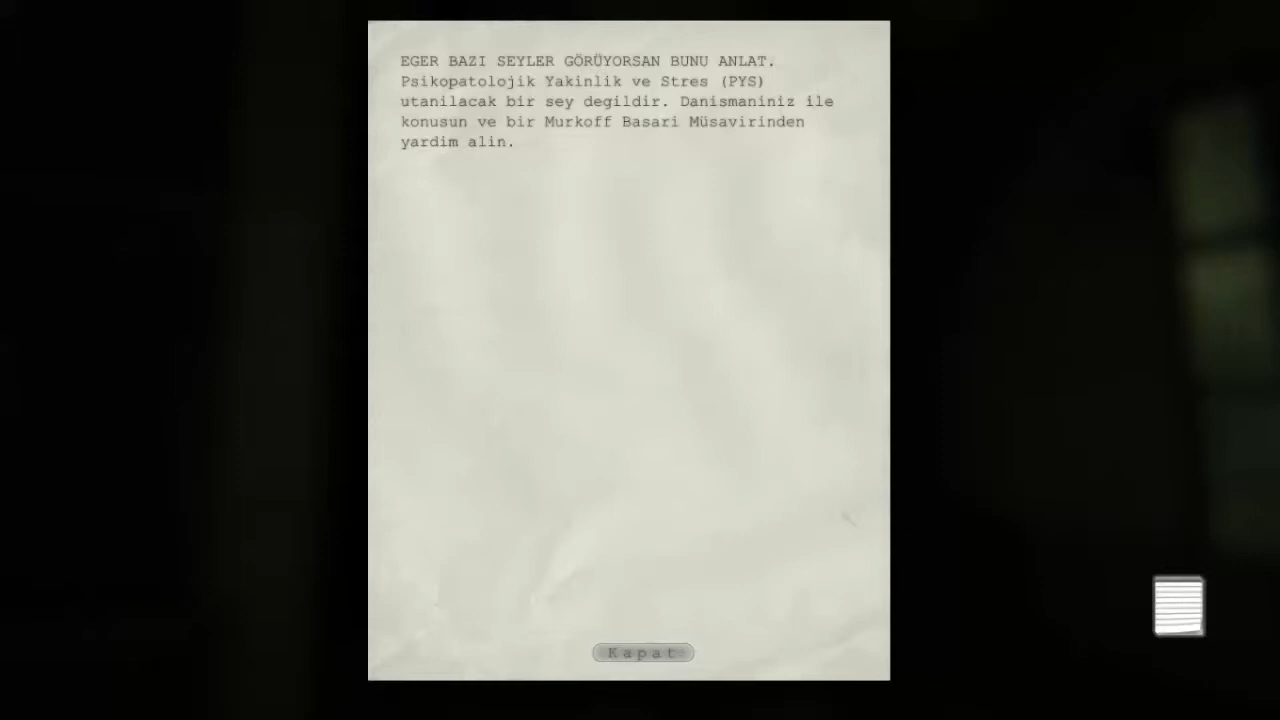 EGER BAZI SEYLER GÖRÜYORSAN BUNU ANLAT.
Psikopatolojik Yakinlik ve Stres (PYS)
utanilacak bir sey degildir. Danismaniniz ile
konusun ve bir Murkoff Basari Müsavirinden
yardim alin.
Kapat